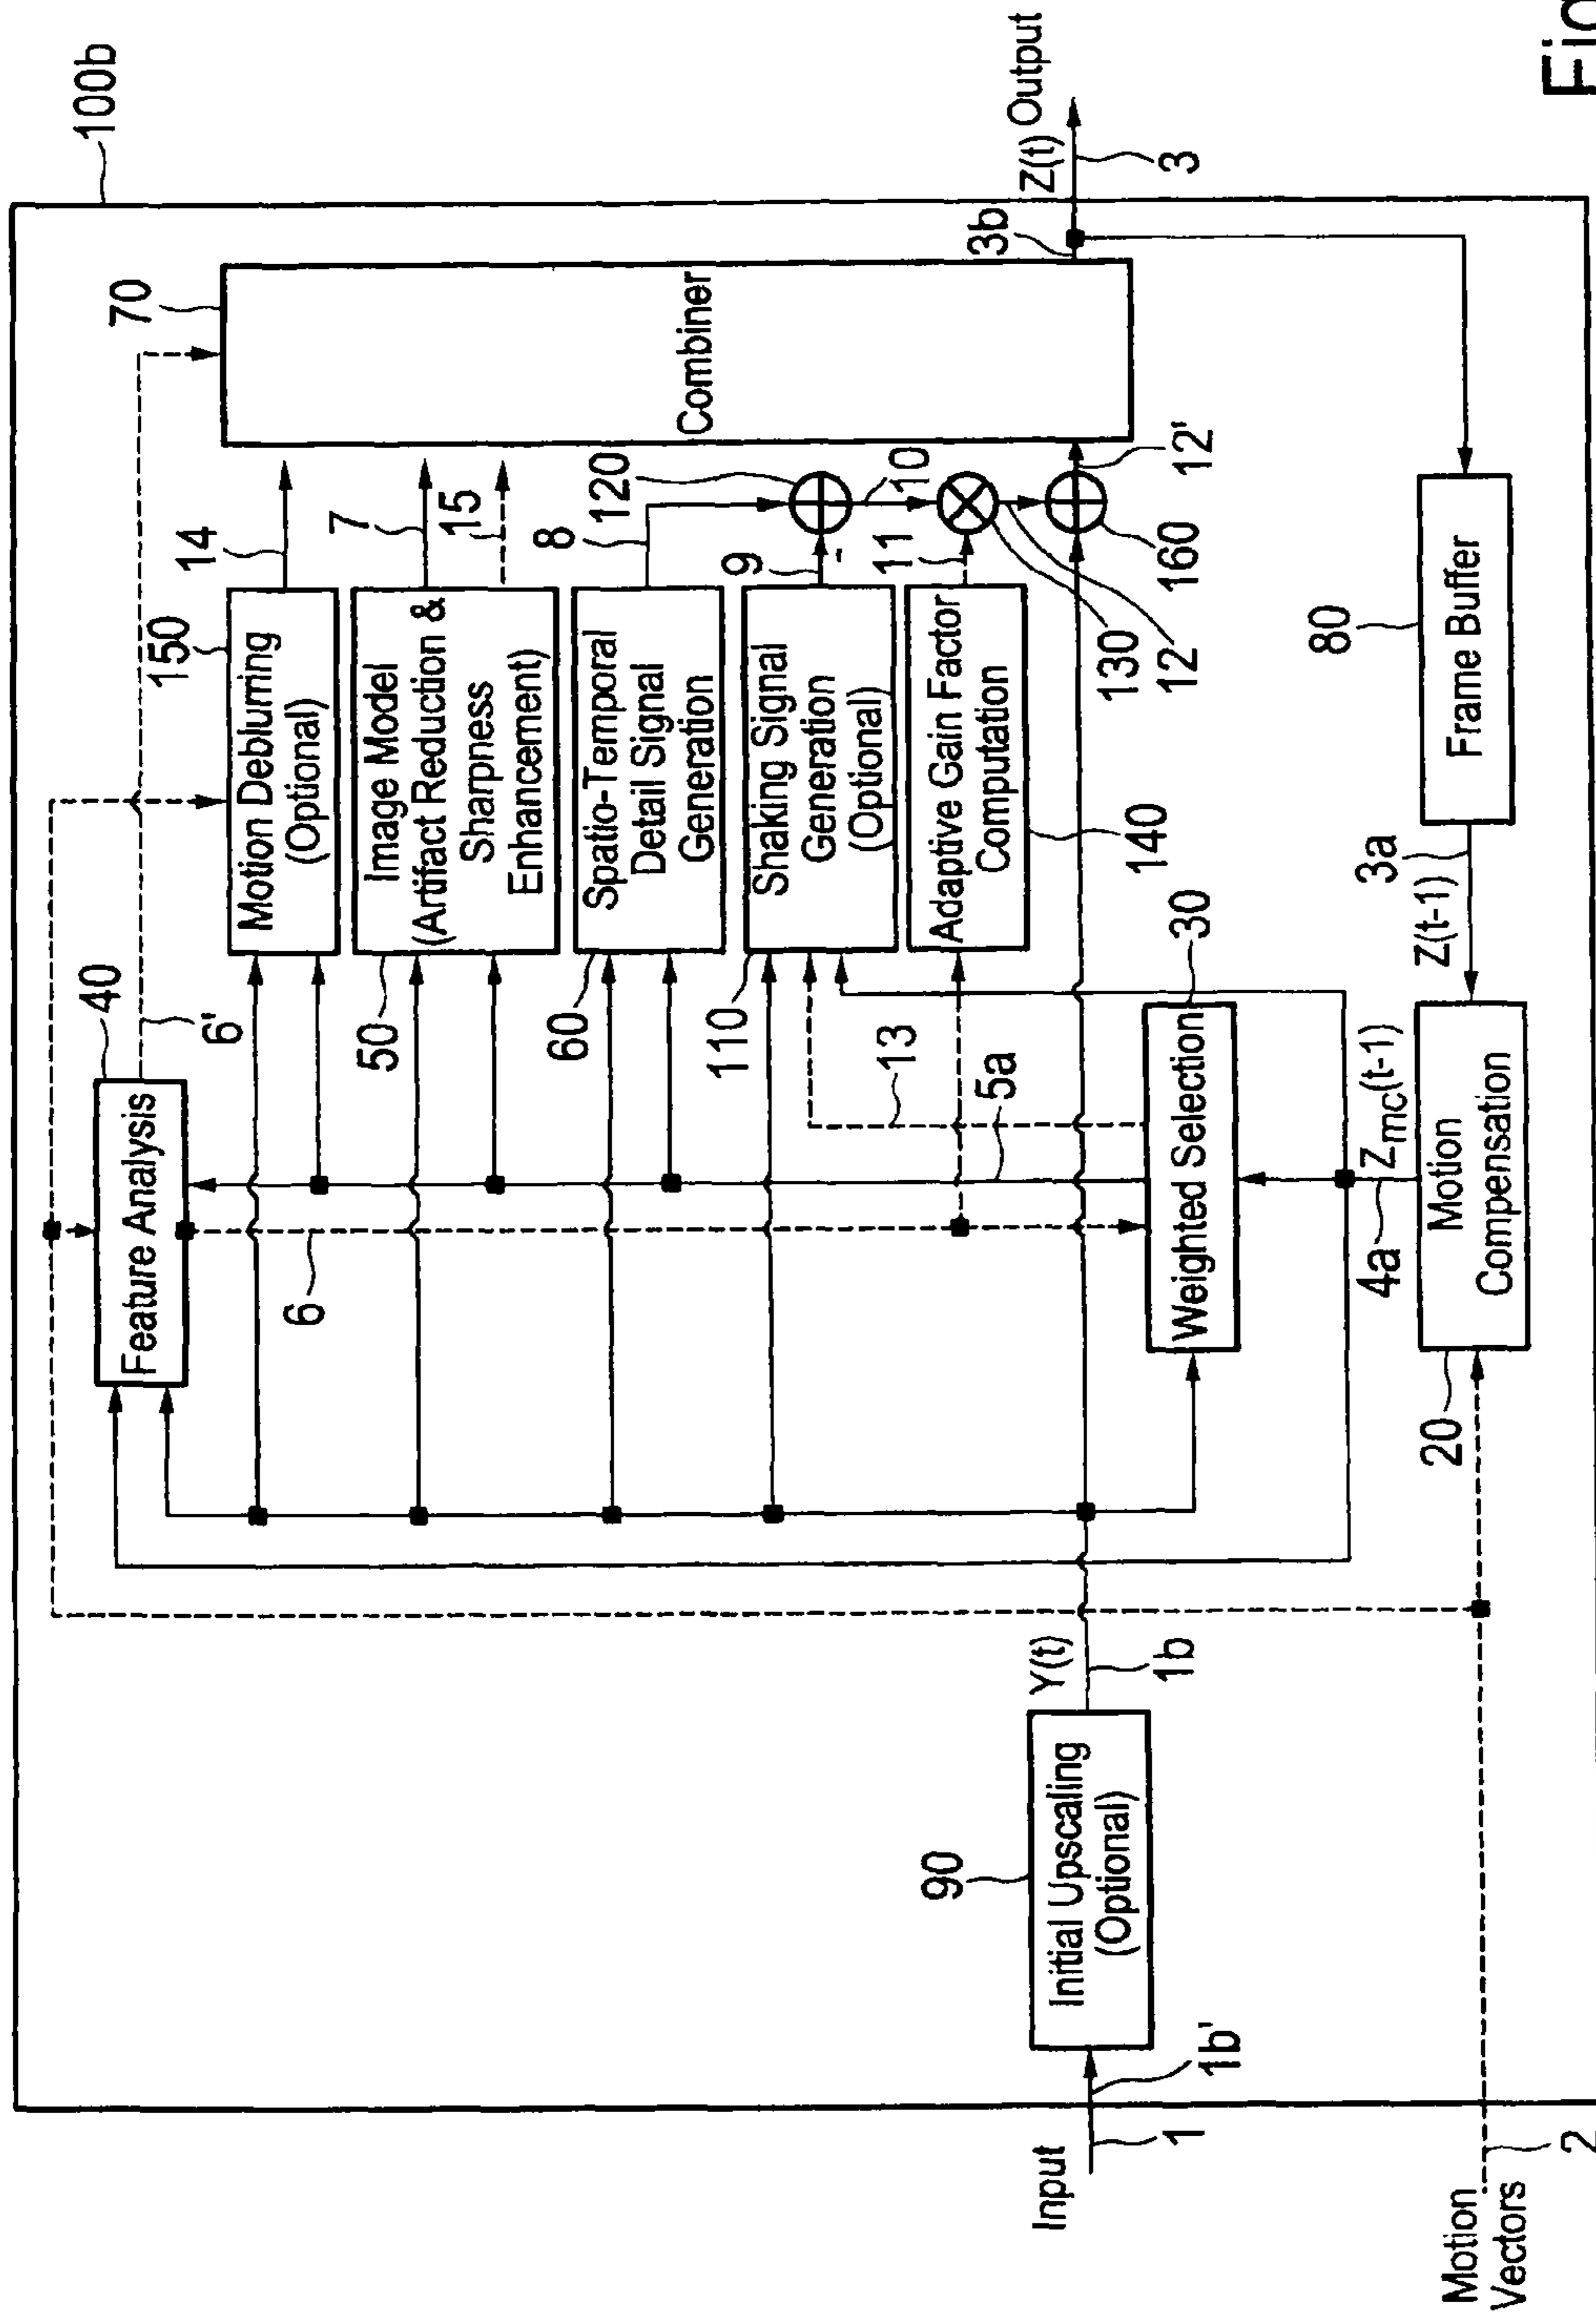 100b
40
Feature Analysis
6'
6
150
Motion Deblurring
(Optional)
14
70
Combiner
50
Image Model
(Artifact Reduction &
Sharpness
Enhancement)
7
15
60
Spatio-Temporal
Detail Signal
Generation
8
120
110
Shaking Signal
Generation
(Optional)
9
-
10
Adaptive Gain Factor
Computation
140
11
130
12
160
12'
3b
Z(t)
Output
3
13
5a
30
Weighted Selection
Input
1
1b'
90
Initial Upscaling
(Optional)
Y(t)
1b
4a
Zmc(t-1)
20
Motion
Compensation
Z(t-1)
3a
80
Frame Buffer
Motion
Vectors
2